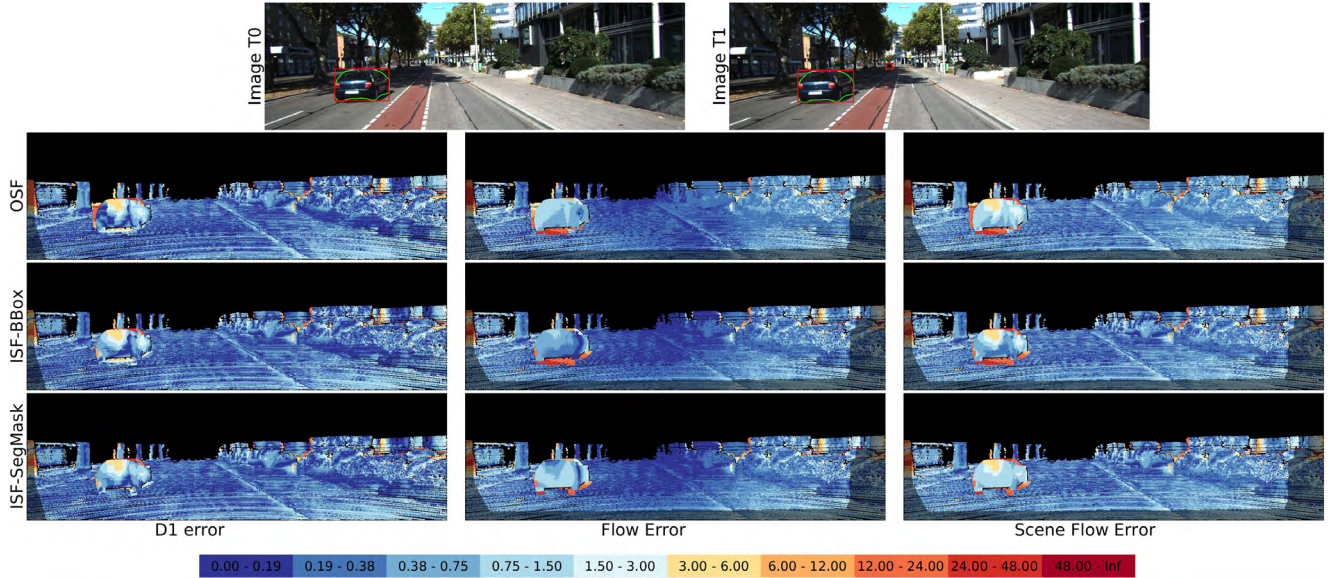 Image T0
Image T1
OSF
ISF-BBox
ISF-SegMask
D1 error
Flow Error
Scene Flow Error
0.00 - 0.19
0.19 - 0.38
0.38 - 0.75
0.75 - 1.50
1.50 - 3.00
3.00 - 6.00
6.00 - 12.00
12.00 - 24.00
24.00 - 48.00
48.00 - Inf